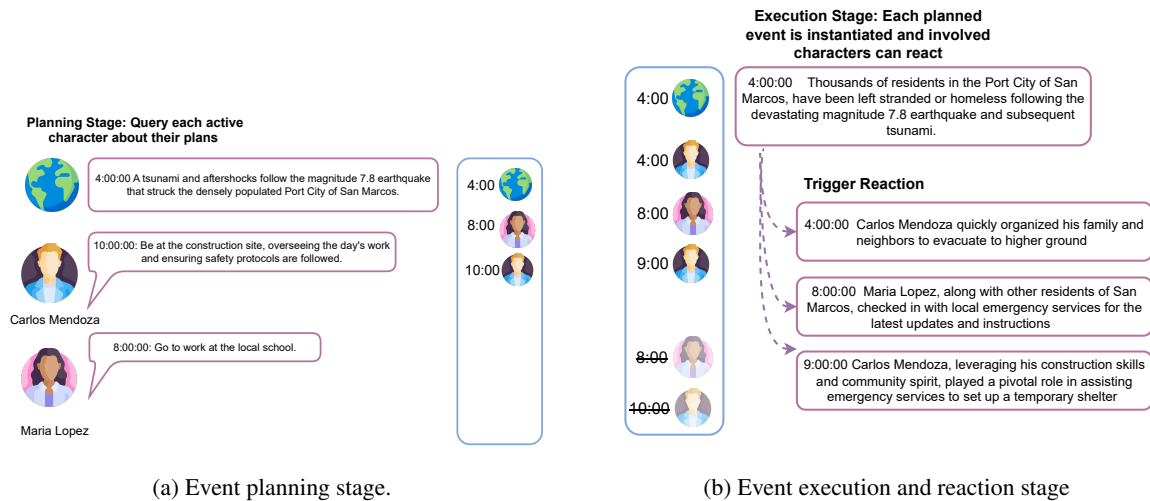 Planning Stage: Query each active
character about their plans
4:00:00 A tsunami and aftershocks follow the magnitude 7.8 earthquake
that struck the densely populated Port City of San Marcos.
10:00:00: Be at the construction site, overseeing the day's work
and ensuring safety protocols are followed.
Carlos Mendoza
8:00:00: Go to work at the local school.
Maria Lopez
4:00
8:00
10:00
(a) Event planning stage.
Execution Stage: Each planned
event is instantiated and involved
characters can react
4:00
4:00
8:00
9:00
8:00
10:00
4:00:00 Thousands of residents in the Port City of San
Marcos, have been left stranded or homeless following the
devastating magnitude 7.8 earthquake and subsequent
tsunami.
Trigger Reaction
4:00:00 Carlos Mendoza quickly organized his family and
neighbors to evacuate to higher ground
8:00:00 Maria Lopez, along with other residents of San
Marcos, checked in with local emergency services for the
latest updates and instructions
9:00:00 Carlos Mendoza, leveraging his construction skills
and community spirit, played a pivotal role in assisting
emergency services to set up a temporary shelter
(b) Event execution and reaction stage